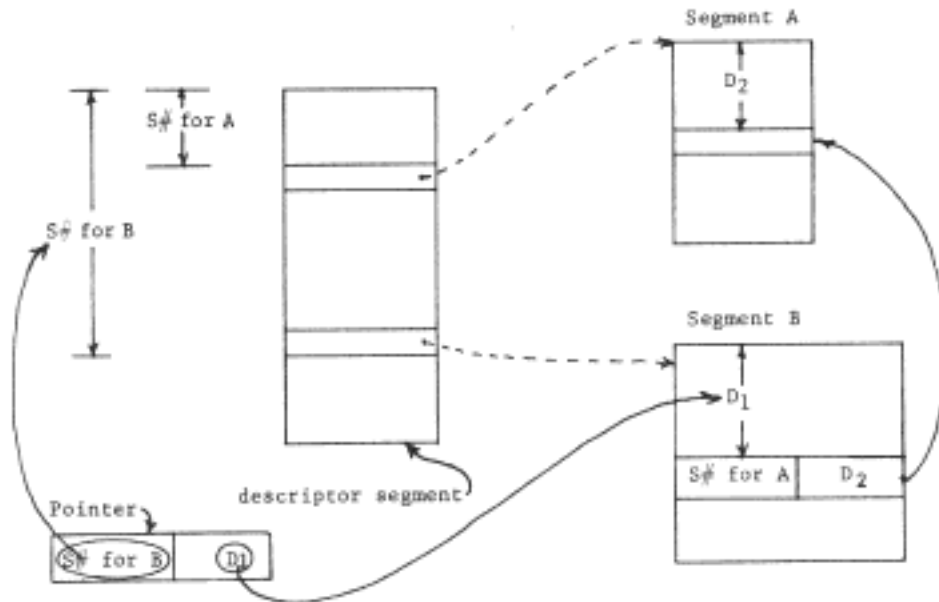 Segment A
D2
S# for A
S# for B
Segment B
D1
S# for A D2
descriptor segment
Pointer
S# for B D1